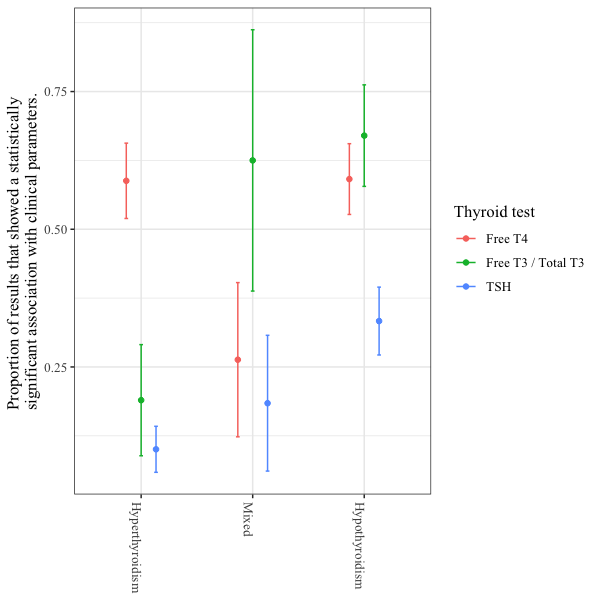 Proportion of results that showed a statistically
significant association with clinical parameters.
0.75
0.50
0.25
Hyperthyroidism
Mixed
Hypothyroidism
Thyroid test
Free T4
Free T3 / Total T3
TSH